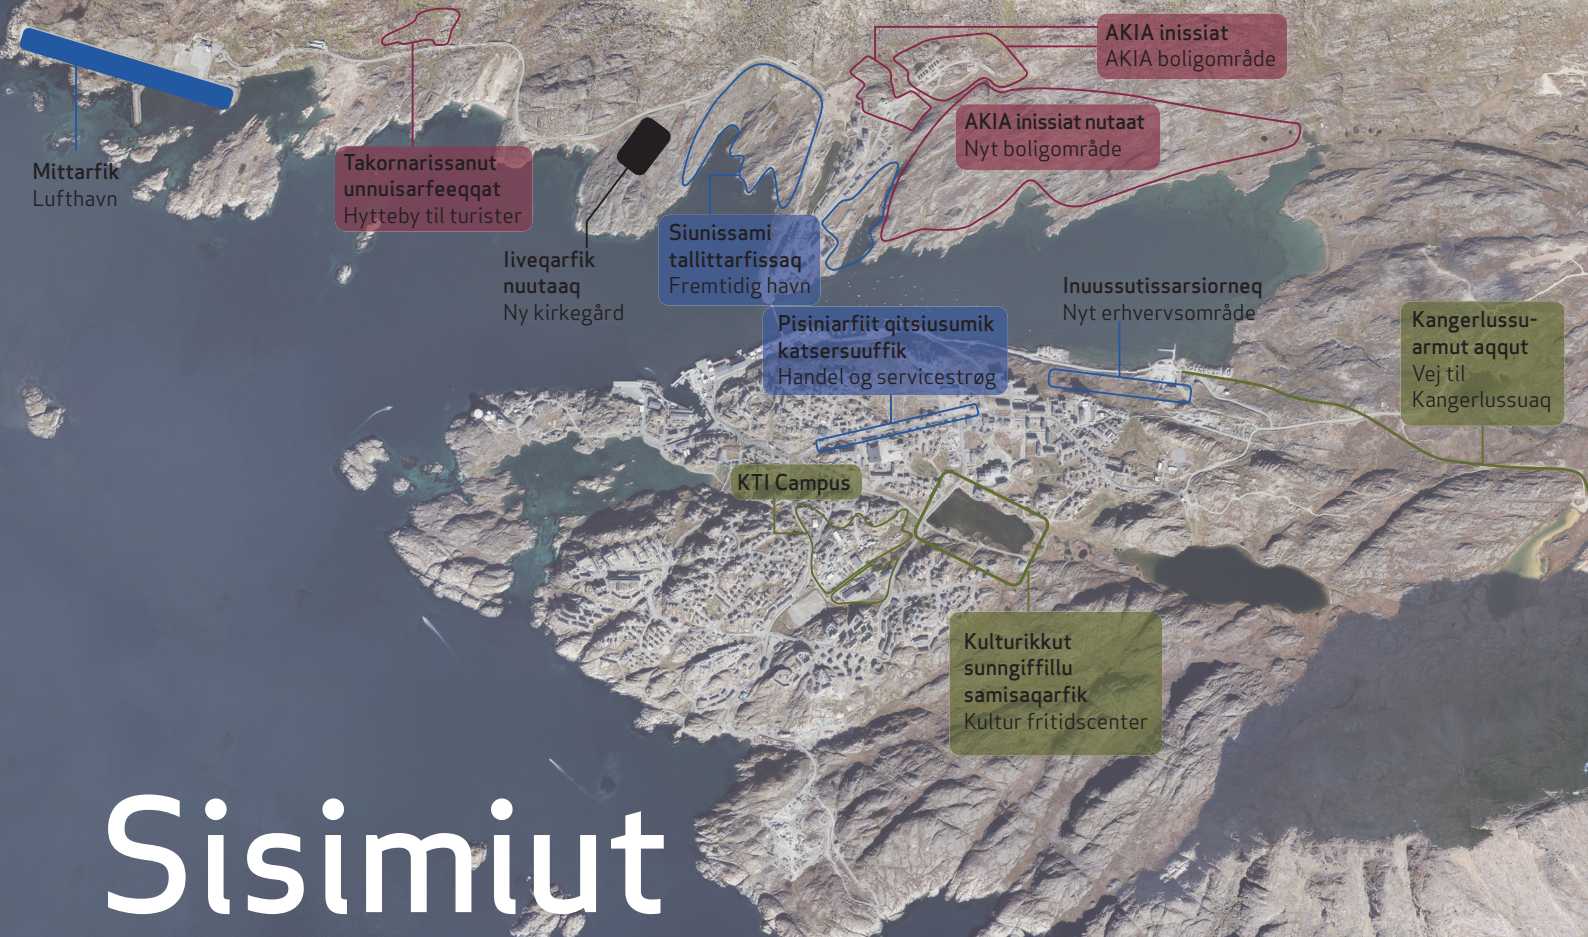 AKIA inissiat
AKIA boligområde
AKIA inissiat nutaat
Nyt boligområde
Mittarfik
Lufthavn
Takornarissanut
unnuisarfeeqqat
Hytteby til turister
Iiveqarfik
nuutaaq
Ny kirkegård
Siunissami
tallittarfissaq
Fremtidig havn
Inuussutissarsiorneq
Nyt erhvervsområde
Pisiniarfiit qitsiusumik
katsersuuffik
Handel og servicestrøg
Kangerlussu-
armut aqqut
Vej til
Kangerlussuaq
KTI Campus
Kulturikkut
sunngiffillu
samisaqarfik
Kultur fritidscenter
Sisimiut